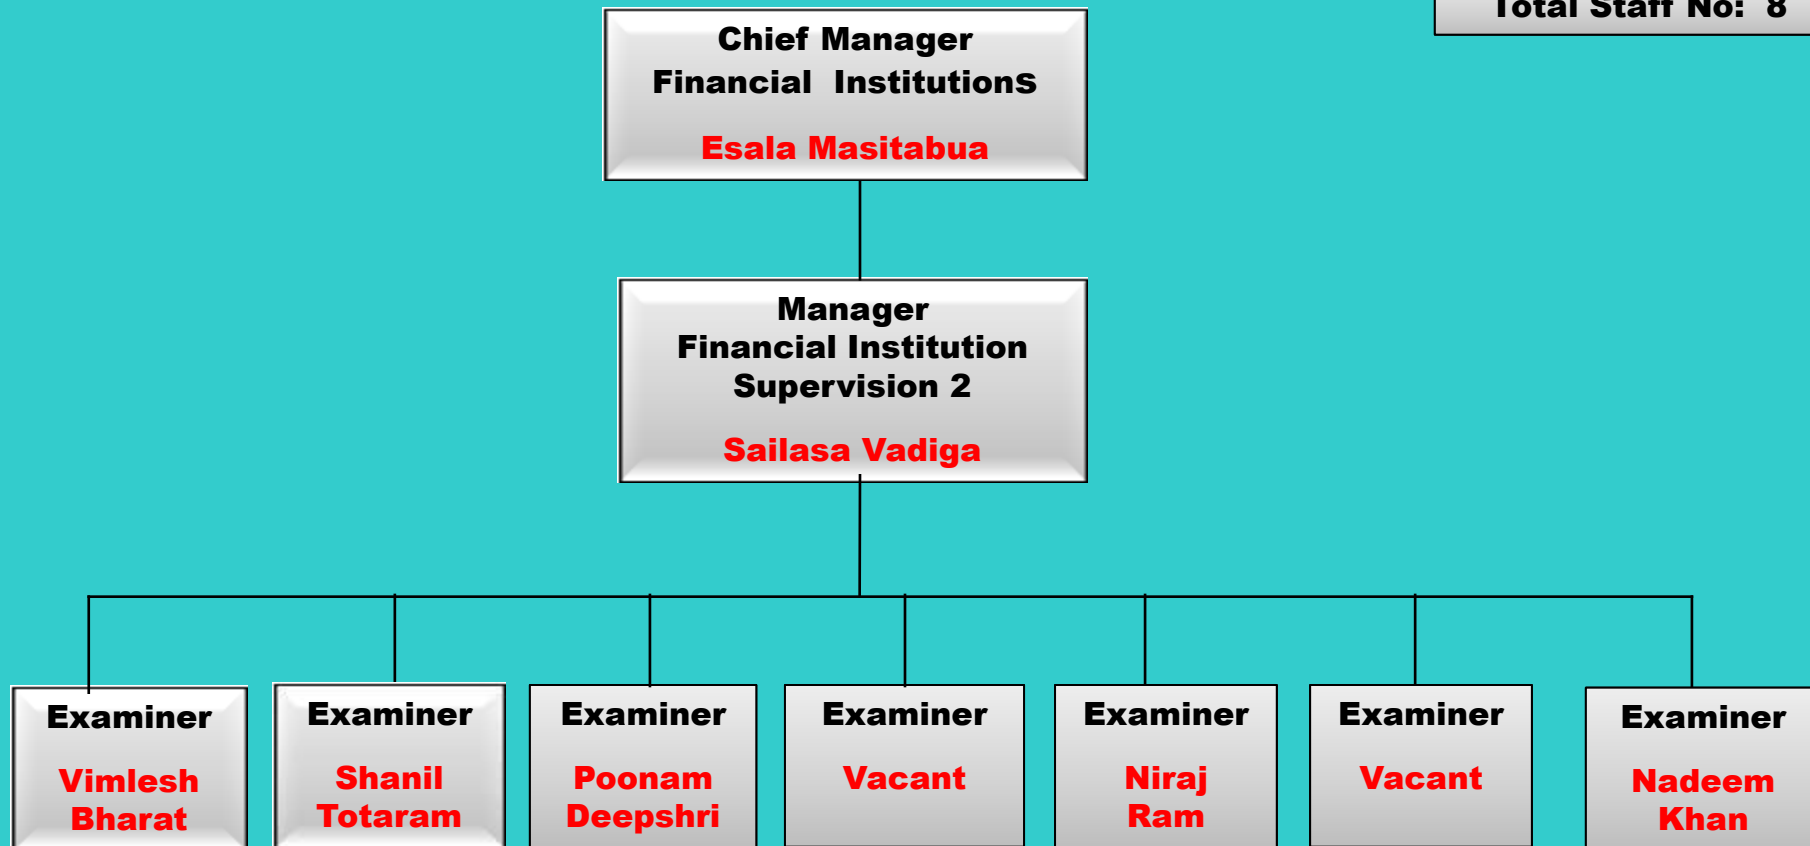 Total Staff No: 8
Chief Manager
Financial Institutions
Esala Masitabua
Manager
Financial Institution
Supervision 2
Sailasa Vadiga
Examiner
Vimlesh
Bharat
Examiner
Shanil
Totaram
Examiner
Poonam
Deepshri
Examiner
Vacant
Examiner
Niraj
Ram
Examiner
Vacant
Examiner
Nadeem
Khan